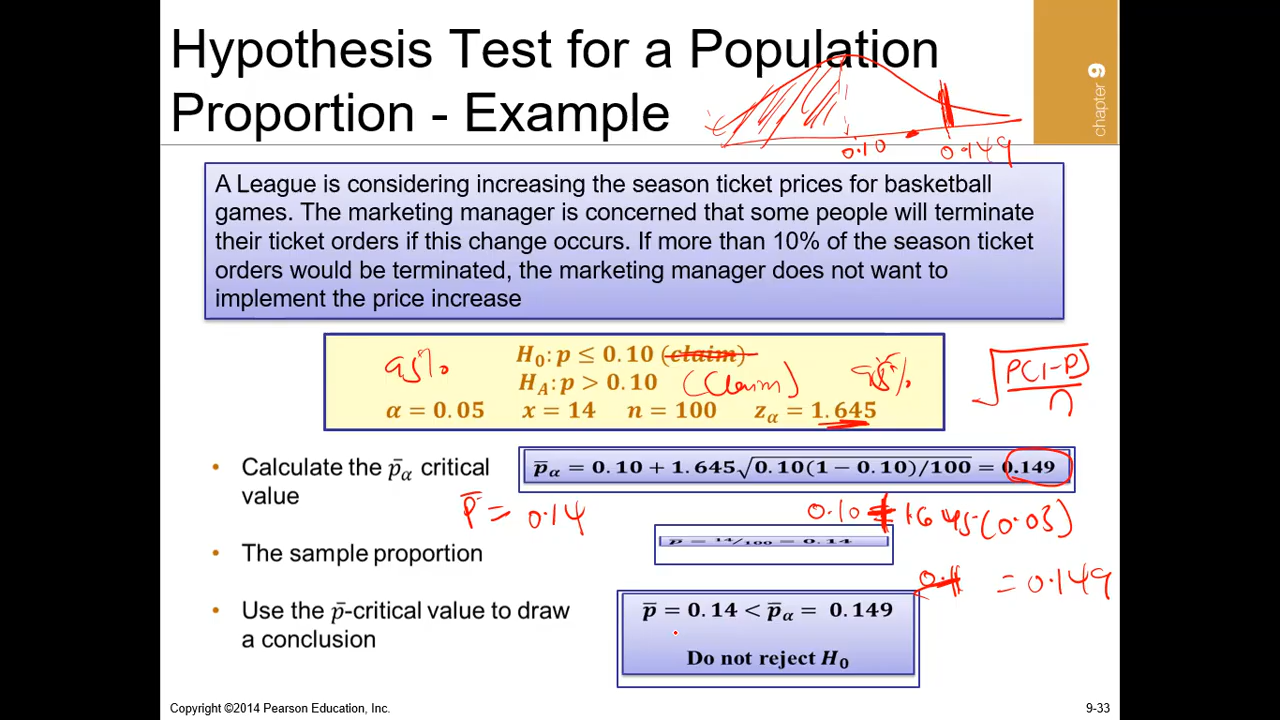 Hypothesis Test for a Population
Proportion - Example
chapter 9
0.10
0.149
A League is considering increasing the season ticket prices for basketball
games. The marketing manager is concerned that some people will terminate
their ticket orders if this change occurs. If more than 10% of the season ticket
orders would be terminated, the marketing manager does not want to
implement the price increase
95%
H₀: p ≤ 0.10 (claim)
H_A: p > 0.10 (Claim)
95%
α = 0.05 x = 14 n = 100 z_α = 1.645
√P(1-P)/n
• Calculate the p̄_α critical
value
p̄_α = 0.10 + 1.645√0.10(1 − 0.10)/100 = 0.149
p̄ = 0.14
0.10 + 1.645(0.03)
• The sample proportion
p = 14/100 = 0.14
= 0.149
• Use the p̄-critical value to draw
a conclusion
p̄ = 0.14 < p̄_α = 0.149
Do not reject H₀
Copyright ©2014 Pearson Education, Inc.
9-33